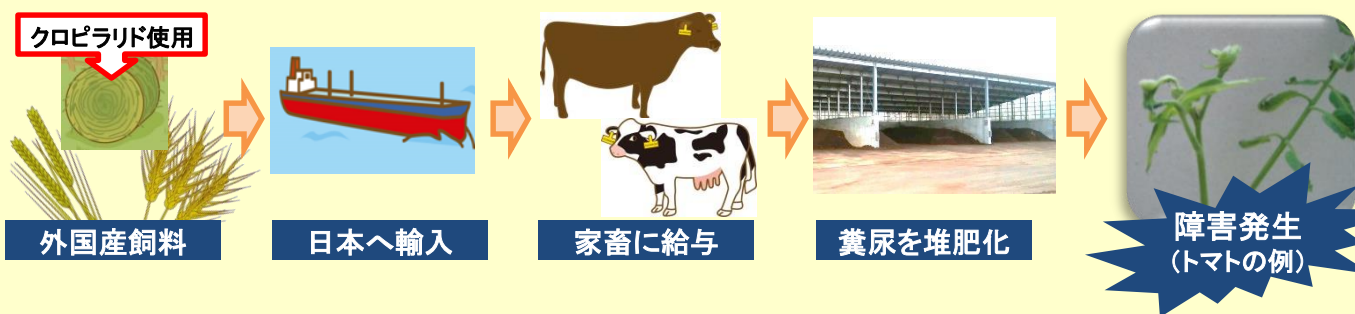 クロピラリド使用
外国産飼料
日本へ輸入
家畜に給与
糞尿を堆肥化
障害発生
(トマトの例)